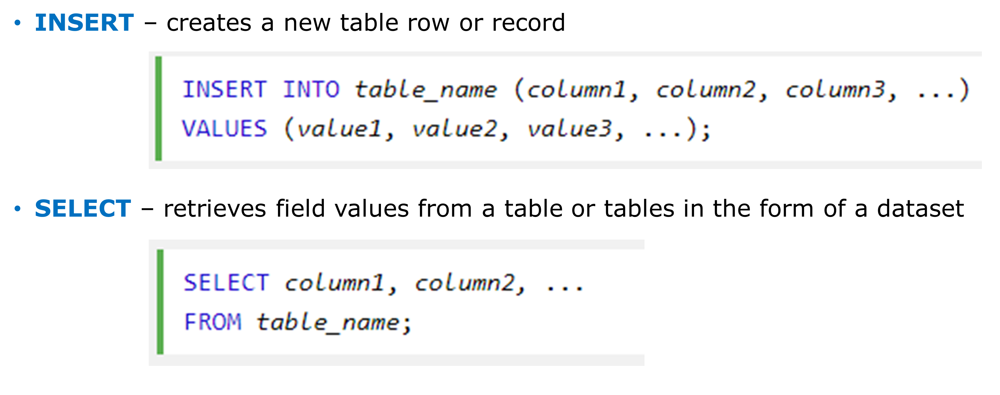 • INSERT – creates a new table row or record
INSERT INTO table_name (column1, column2, column3, ...)
VALUES (value1, value2, value3, ...);
• SELECT – retrieves field values from a table or tables in the form of a dataset
SELECT column1, column2, ...
FROM table_name;